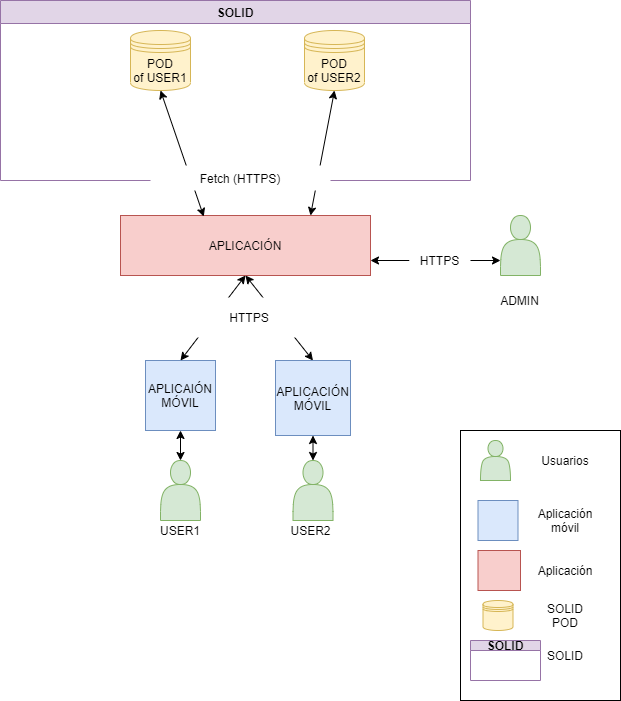 SOLID
POD
of USER1
POD
of USER2
Fetch (HTTPS)
APLICACIÓN
HTTPS
ADMIN
HTTPS
APLICAIÓN
MÓVIL
APLICACIÓN
MÓVIL
USER1
USER2
Usuarios
Aplicación
móvil
Aplicación
SOLID
POD
SOLID
SOLID